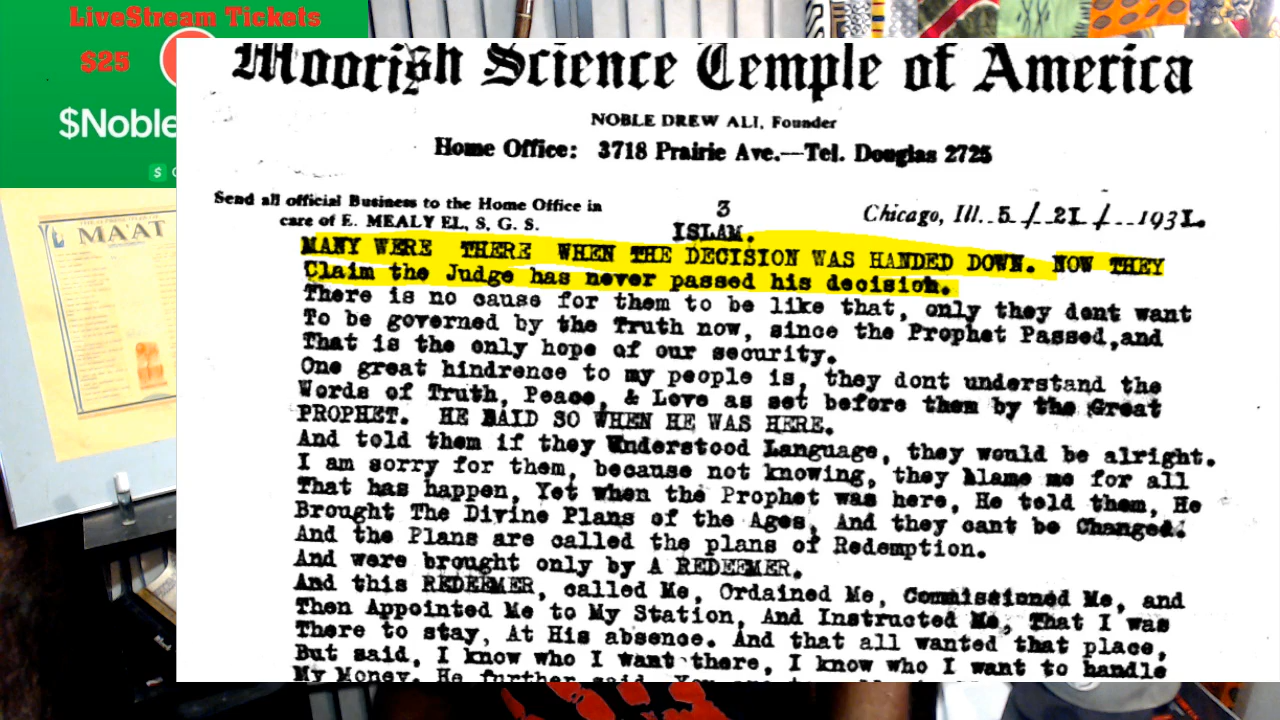 LiveStream Tickets
$25
$Noble
$
MAAT
Moorish Science Temple of America
NOBLE DREW ALI, Founder
Home Office: 3718 Prairie Ave.—Tel. Douglas 2725
Send all official Business to the Home Office in
care of E. MEALY EL, S. G. S.
3
Chicago, Ill. 5 / 21 / 1931.
ISLAM.
MANY WERE THERE WHEN THE DECISION WAS HANDED DOWN. NOW THEY
Claim the Judge has never passed his decision.
There is no cause for them to be like that, only they dont want
To be governed by the Truth now, since the Prophet Passed,and
That is the only hope of our security.
One great hindrence to my people is, they dont understand the
Words of Truth, Peace, & Love as set before them by the Great
PROPHET. HE SAID SO WHEN HE WAS HERE.
And told them if they Understood Language, they would be alright.
I am sorry for them, because not knowing, they blame me for all
That has happen, Yet when the Prophet was here, He told them, He
Brought The Divine Plans of the Ages, And they cant be Changed.
And the Plans are called the plans of Redemption.
And were brought only by A REDEEMER.
And this REDEEMER, called Me, Ordained Me, Commissioned Me, and
Then Appointed Me to My Station, And Instructed Me, That I was
There to stay, At His absence. And that all wanted that place,
But said, I know who I want there, I know who I want to handle
My Money. He further said, You